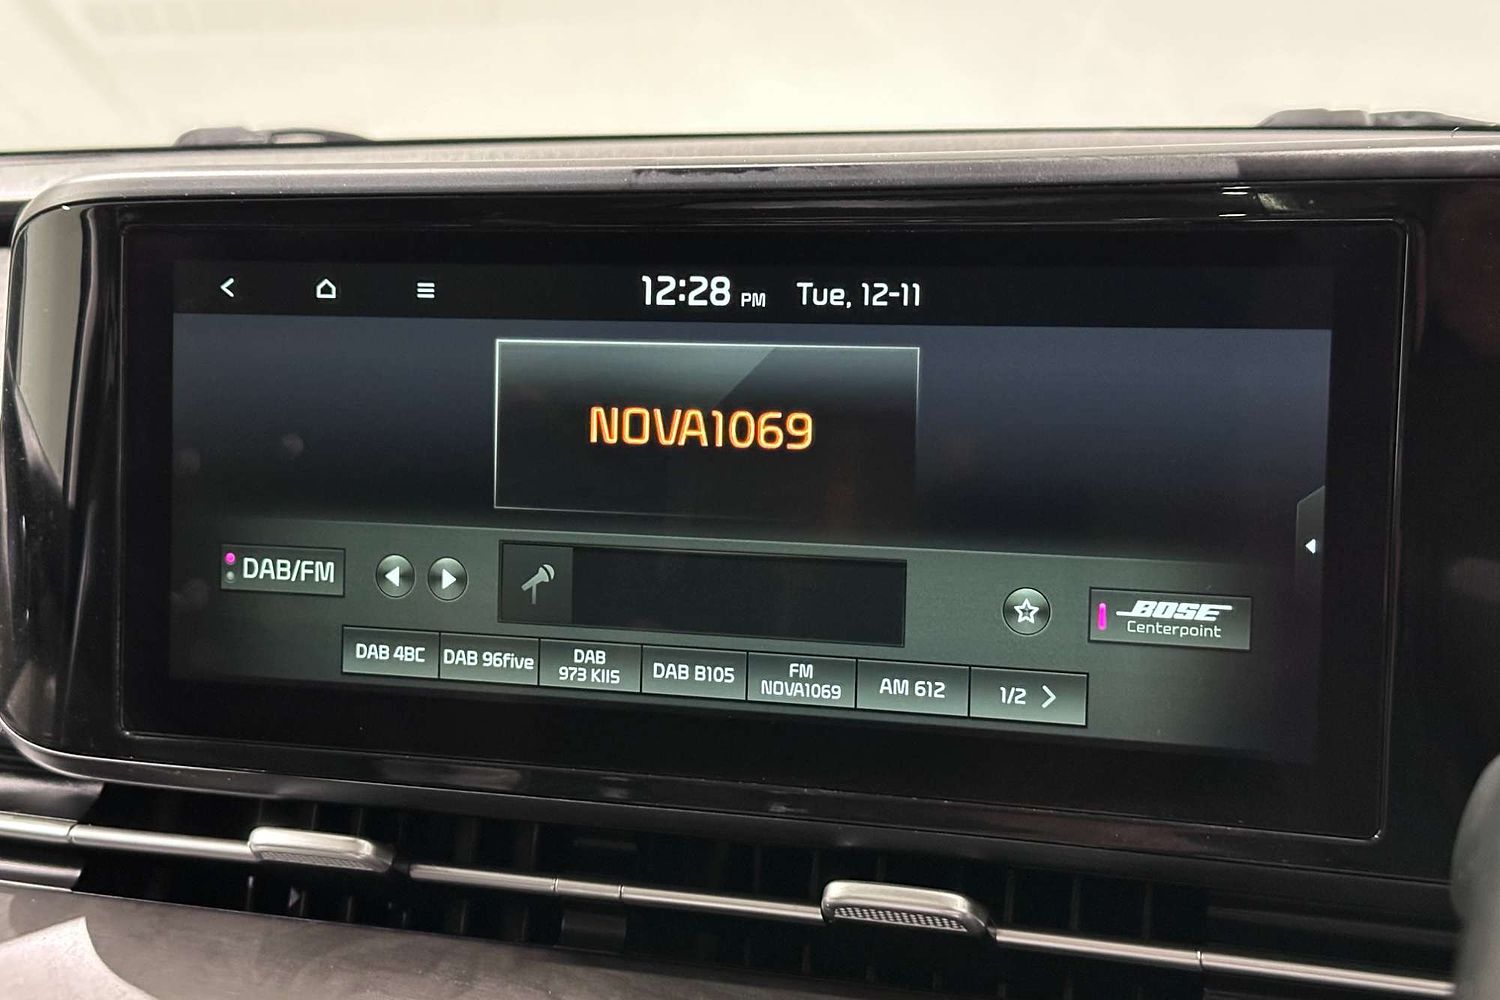 12:28 PM Tue, 12-11
NOVA1069
DAB/FM
BOSE
Centerpoint
DAB 4BC
DAB 96five
DAB
973 KIIS
DAB B105
FM
NOVA1069
AM 612
1/2